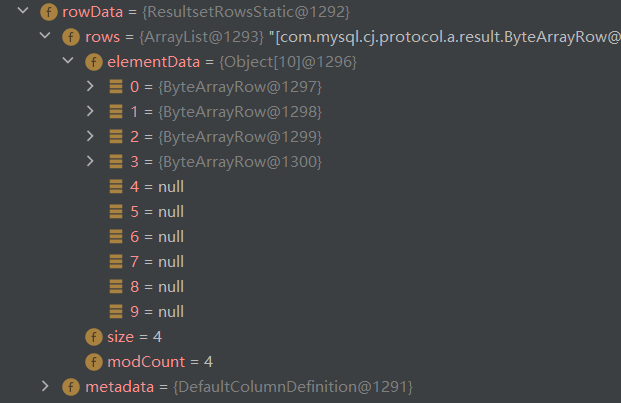 rowData = {ResultsetRowsStatic@1292}
rows = {ArrayList@1293} "[com.mysql.cj.protocol.a.result.ByteArrayRow@
elementData = {Object[10]@1296}
0 = {ByteArrayRow@1297}
1 = {ByteArrayRow@1298}
2 = {ByteArrayRow@1299}
3 = {ByteArrayRow@1300}
4 = null
5 = null
6 = null
7 = null
8 = null
9 = null
size = 4
modCount = 4
metadata = {DefaultColumnDefinition@1291}